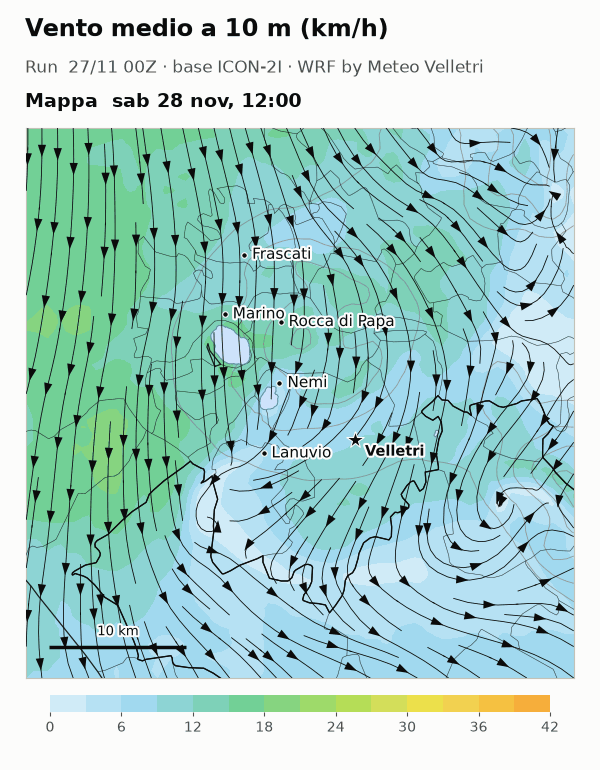 Vento medio a 10 m (km/h)
Run  27/11 00Z · base ICON-2I · WRF by Meteo Velletri
Mappa  sab 28 nov, 12:00
Frascati
Marino
Rocca di Papa
Nemi
Velletri
Lanuvio
10 km
0 6 12 18 24 30 36 42